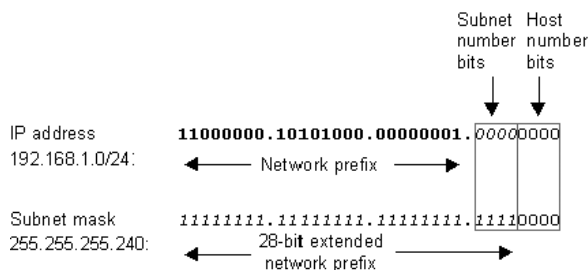 Subnet number bits
Host number bits
IP address 11000000.10101000.00000001.00000000
192.168.1.0/24:
Network prefix
Subnet mask 11111111.11111111.11111111.11110000
255.255.255.240:
28-bit extended
network prefix